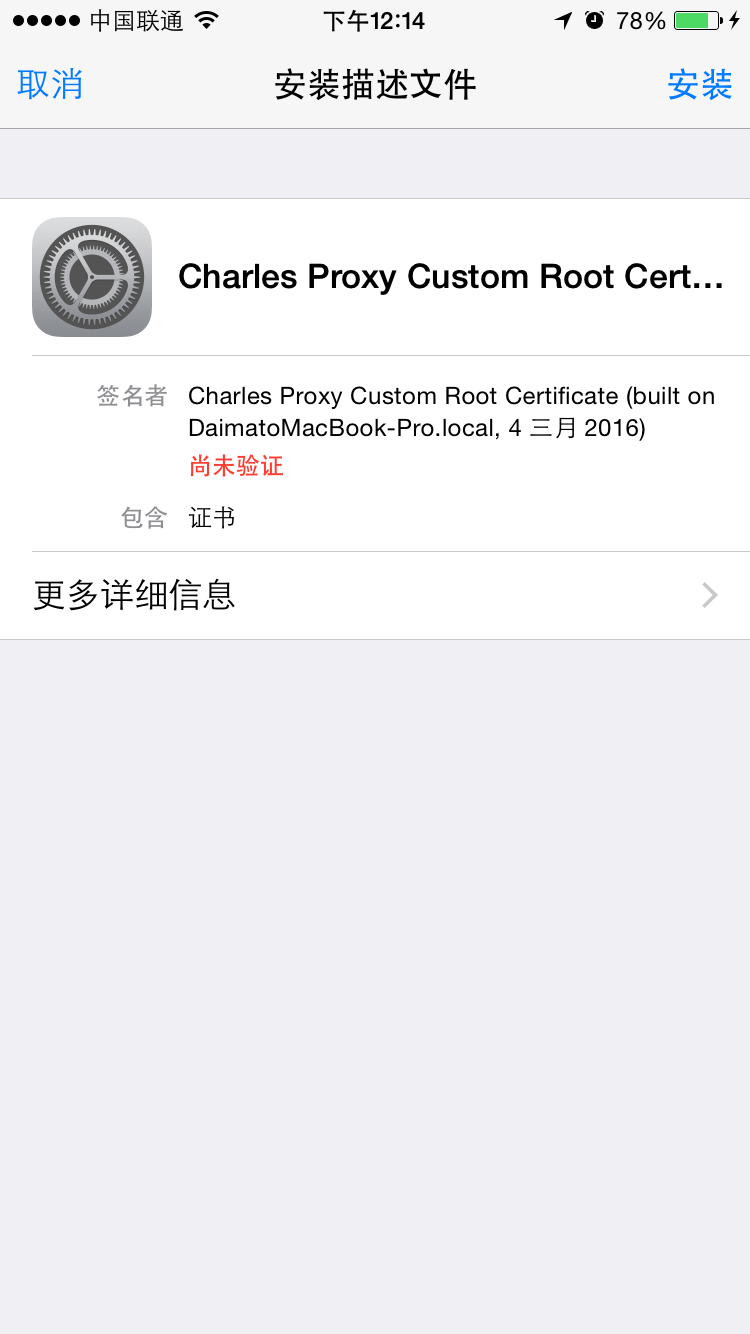 中国联通 下午12:14 78%
取消 安装描述文件 安装
Charles Proxy Custom Root Cert...
签名者 Charles Proxy Custom Root Certificate (built on
DaimatoMacBook-Pro.local, 4 三月 2016)
尚未验证
包含 证书
更多详细信息